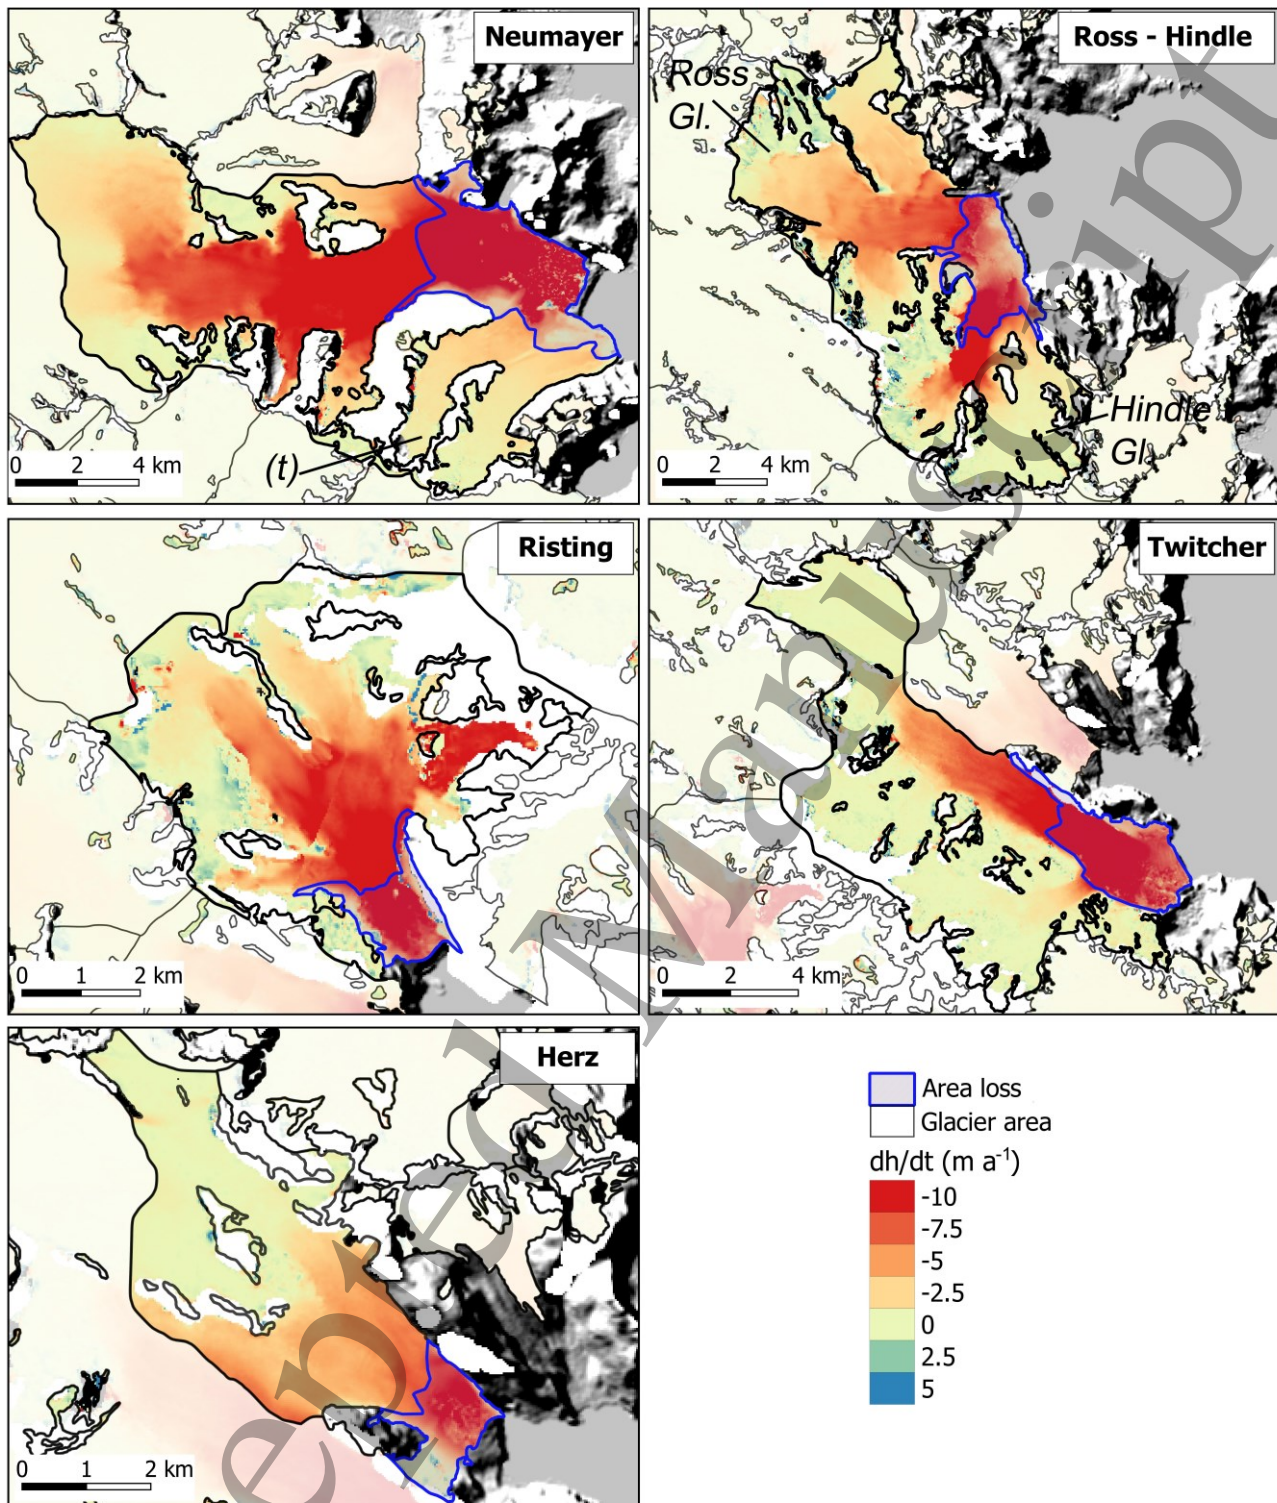 Neumayer
(t)
0 2 4 km
Ross - Hindle
Ross
Gl.
Hindle
Gl.
0 2 4 km
Risting
0 1 2 km
Twitcher
0 2 4 km
Herz
0 1 2 km
Area loss
Glacier area
dh/dt (m a⁻¹)
-10
-7.5
-5
-2.5
0
2.5
5
epted Manuscript